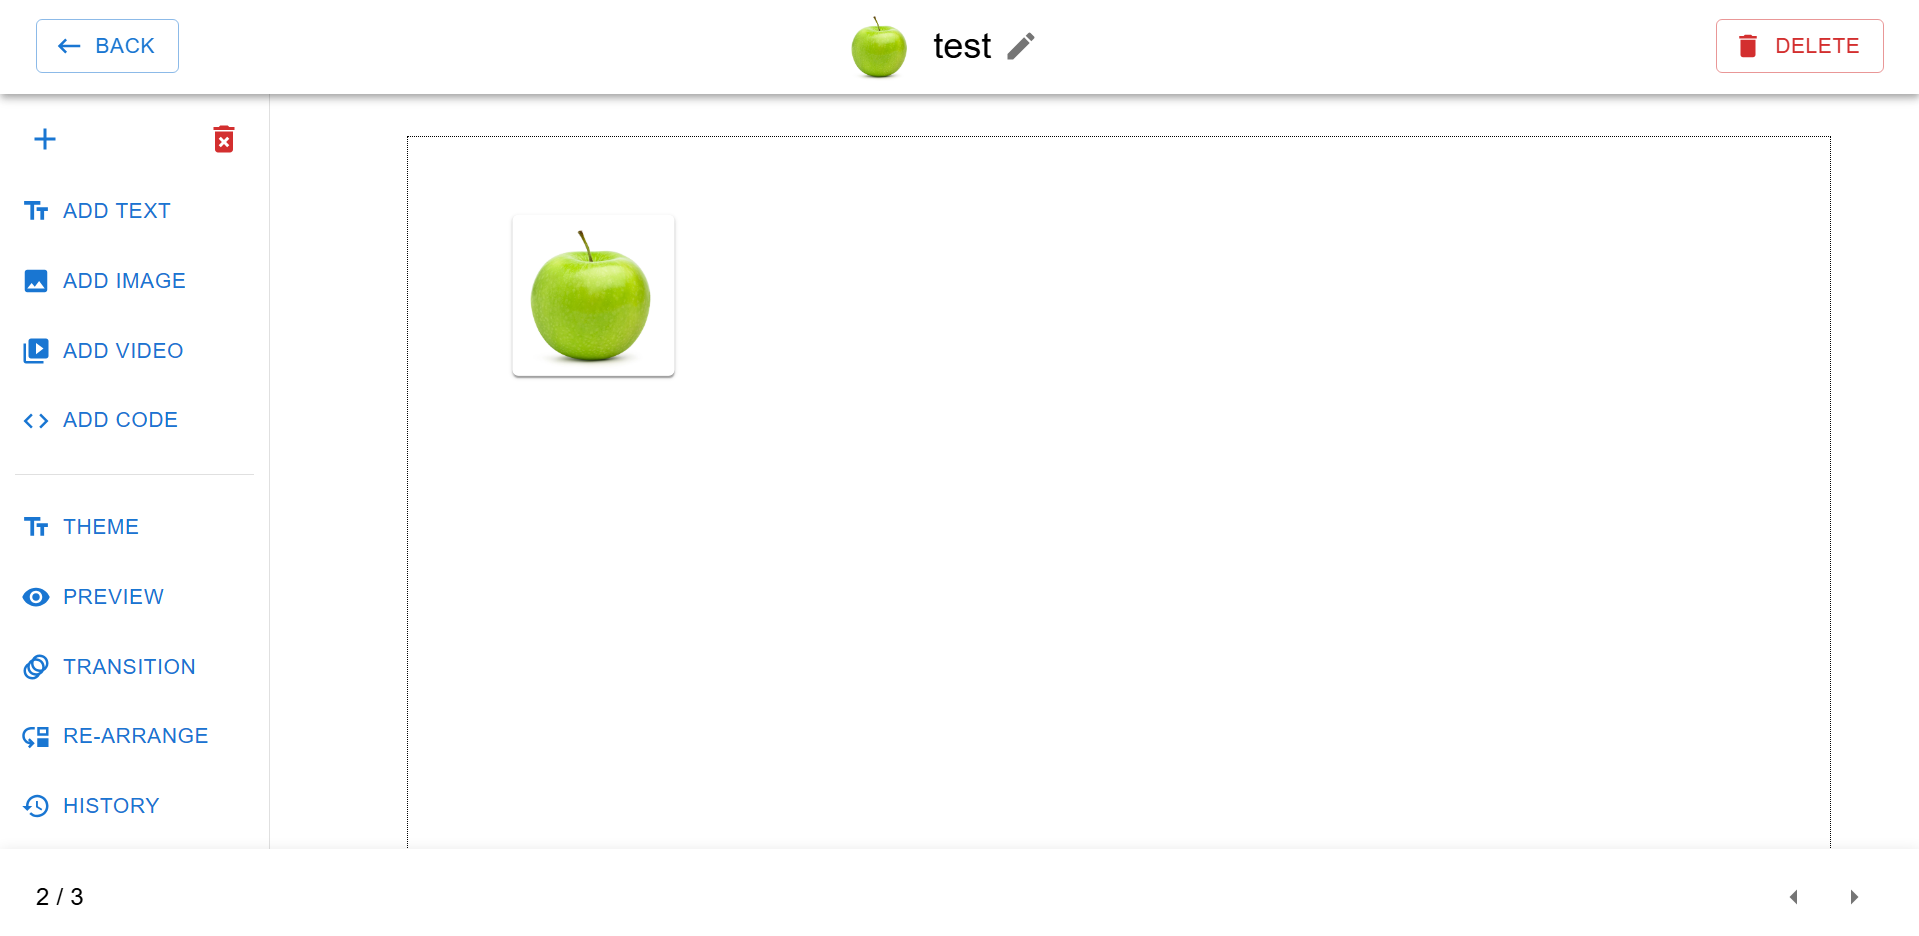 BACK
test
DELETE
ADD TEXT
ADD IMAGE
ADD VIDEO
ADD CODE
THEME
PREVIEW
TRANSITION
RE-ARRANGE
HISTORY
2 / 3